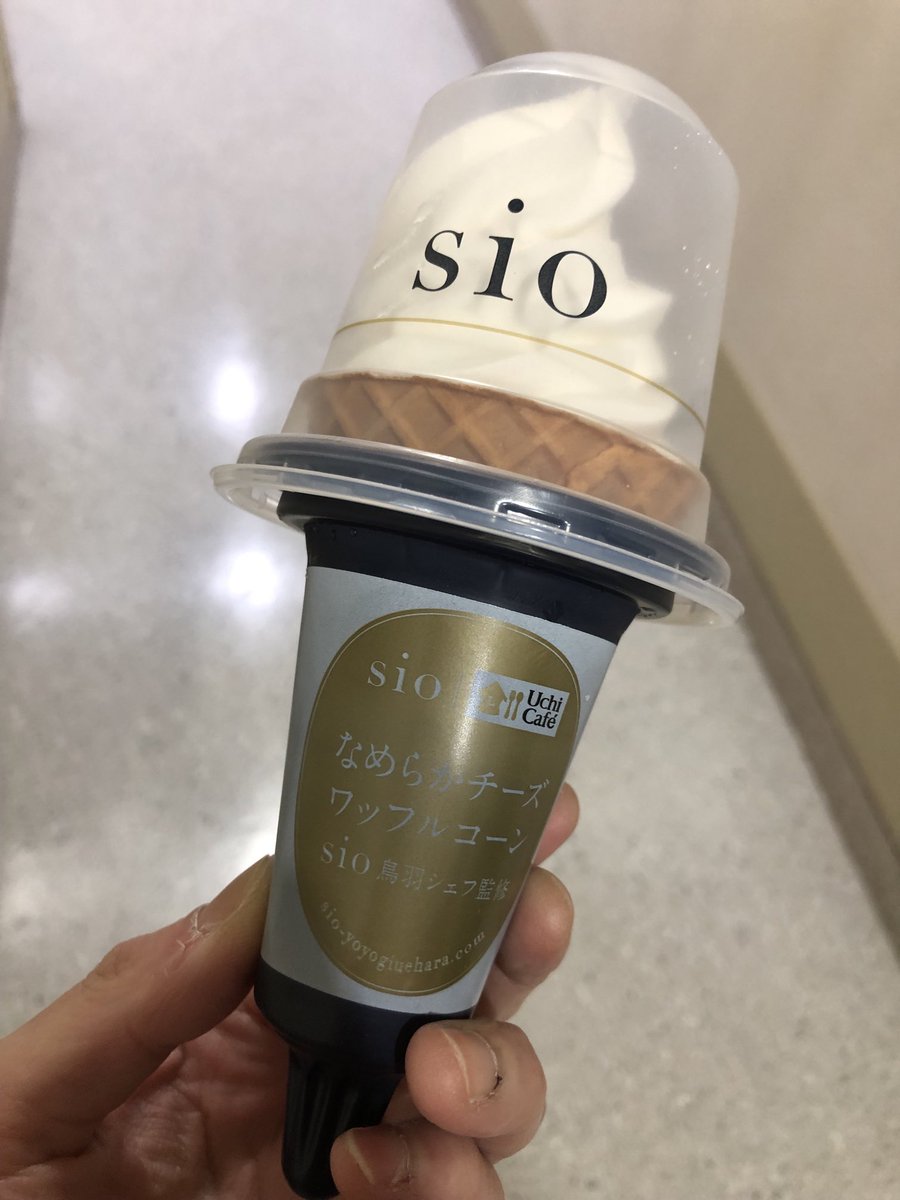 sio
sio
Uchi
Café
なめらかチーズ
ワッフルコーン
sio 鳥羽シェフ監修
sio-yoyogiuehara.com